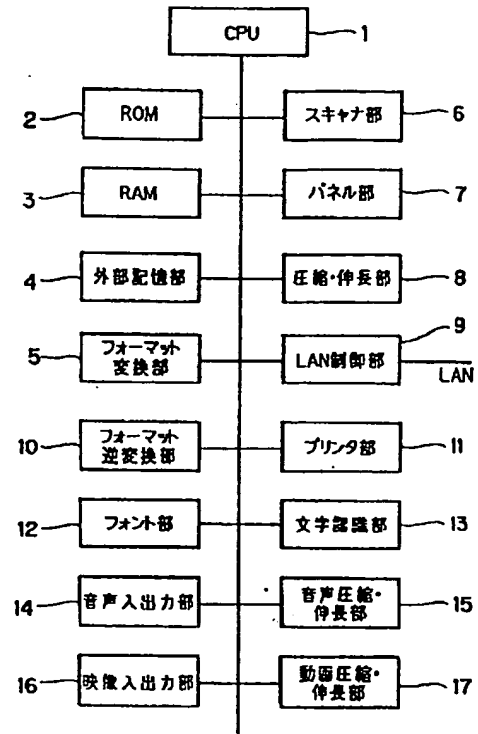 CPU
1
2
ROM
スキャナ部
6
3
RAM
パネル部
7
4
外部記憶部
圧縮・伸長部
8
5
フォーマット
変換部
LAN制御部
9
LAN
10
フォーマット
逆変換部
プリンタ部
11
12
フォント部
文字認識部
13
14
音声入出力部
音声圧縮・
伸長部
15
16
映像入出力部
動画圧縮・
伸長部
17